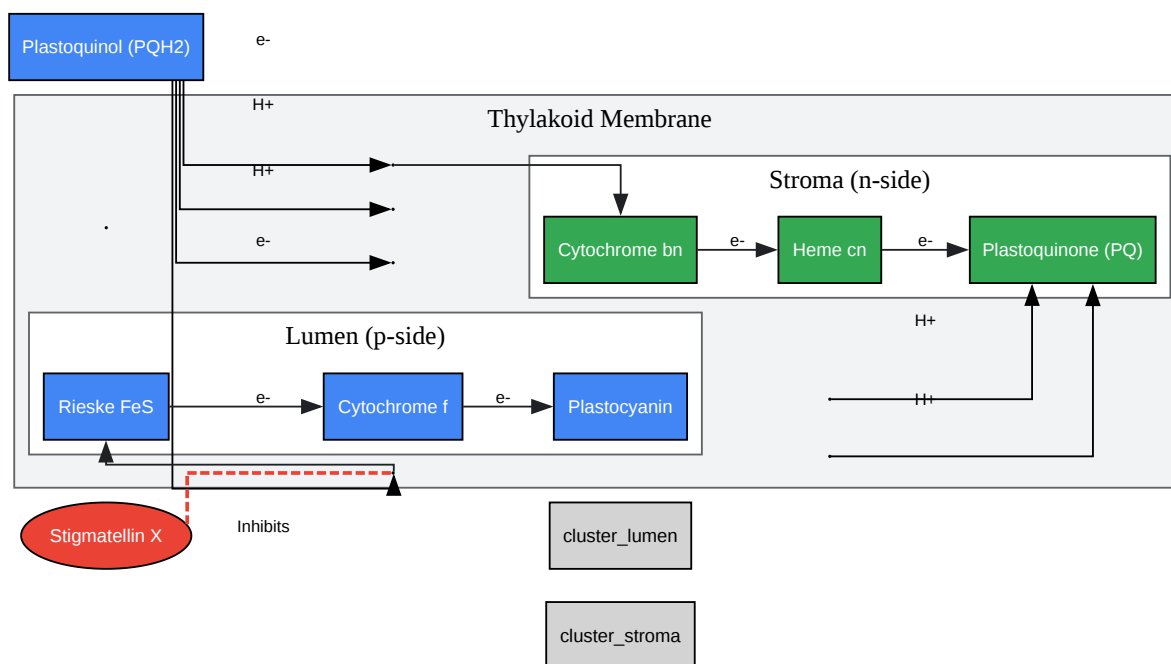 Plastoquinol (PQH2)
e-
H+
Thylakoid Membrane
H+
Stroma (n-side)
e-
Cytochrome bn
e-
Heme cn
e-
Plastoquinone (PQ)
H+
Lumen (p-side)
H+
Rieske FeS
e-
Cytochrome f
e-
Plastocyanin
Stigmatellin X
Inhibits
cluster_lumen
cluster_stroma